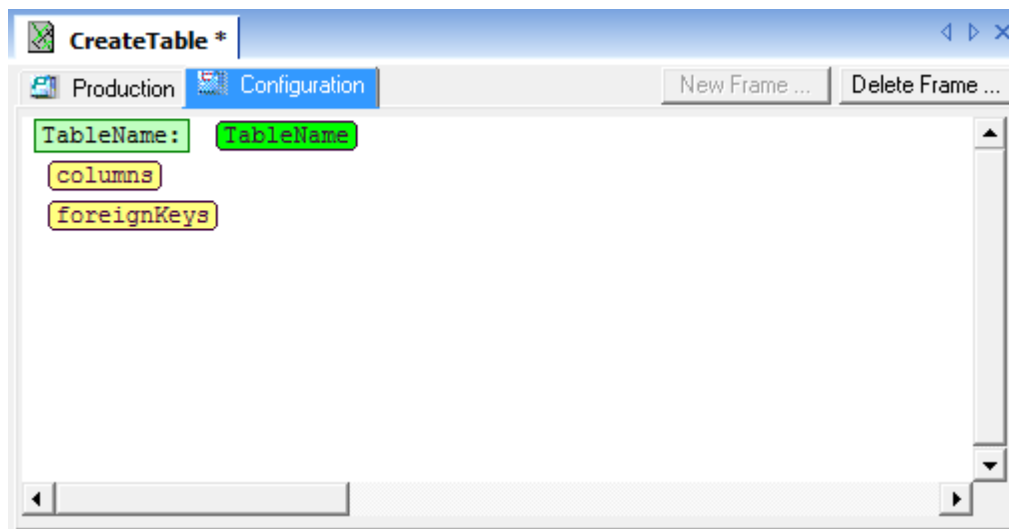 CreateTable *
Production Configuration New Frame ... Delete Frame ...
TableName: TableName
columns
foreignKeys